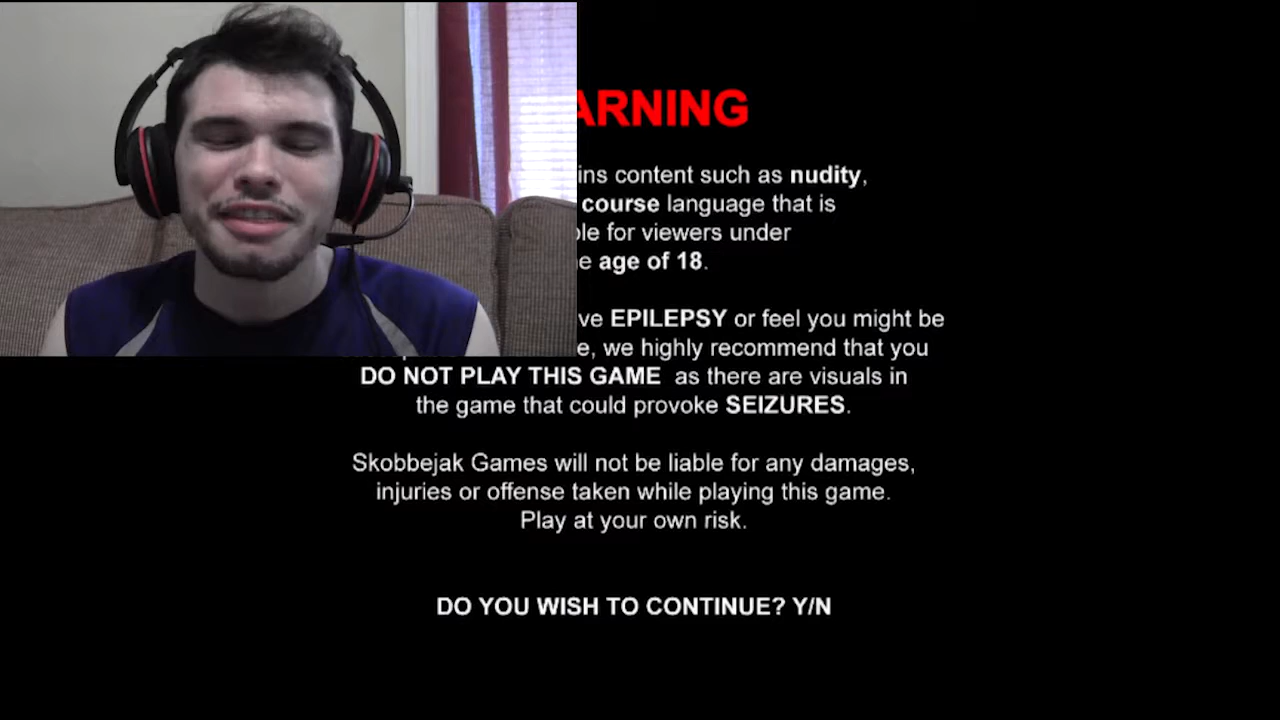 ARNING
content such as nudity,
course language that is
for viewers under
age of 18.
EPILEPSY or feel you might be
we highly recommend that you
DO NOT PLAY THIS GAME as there are visuals in
the game that could provoke SEIZURES.
Skobbejak Games will not be liable for any damages,
injuries or offense taken while playing this game.
Play at your own risk.
DO YOU WISH TO CONTINUE? Y/N